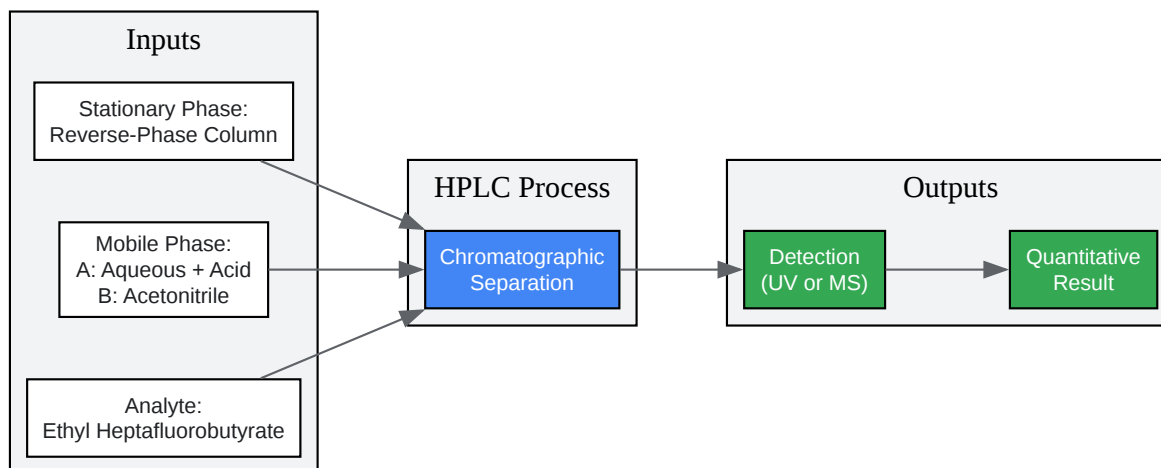 Inputs
Stationary Phase:
Reverse-Phase Column
Mobile Phase:
A: Aqueous + Acid
B: Acetonitrile
Analyte:
Ethyl Heptafluorobutyrate
HPLC Process
Chromatographic
Separation
Outputs
Detection
(UV or MS)
Quantitative
Result